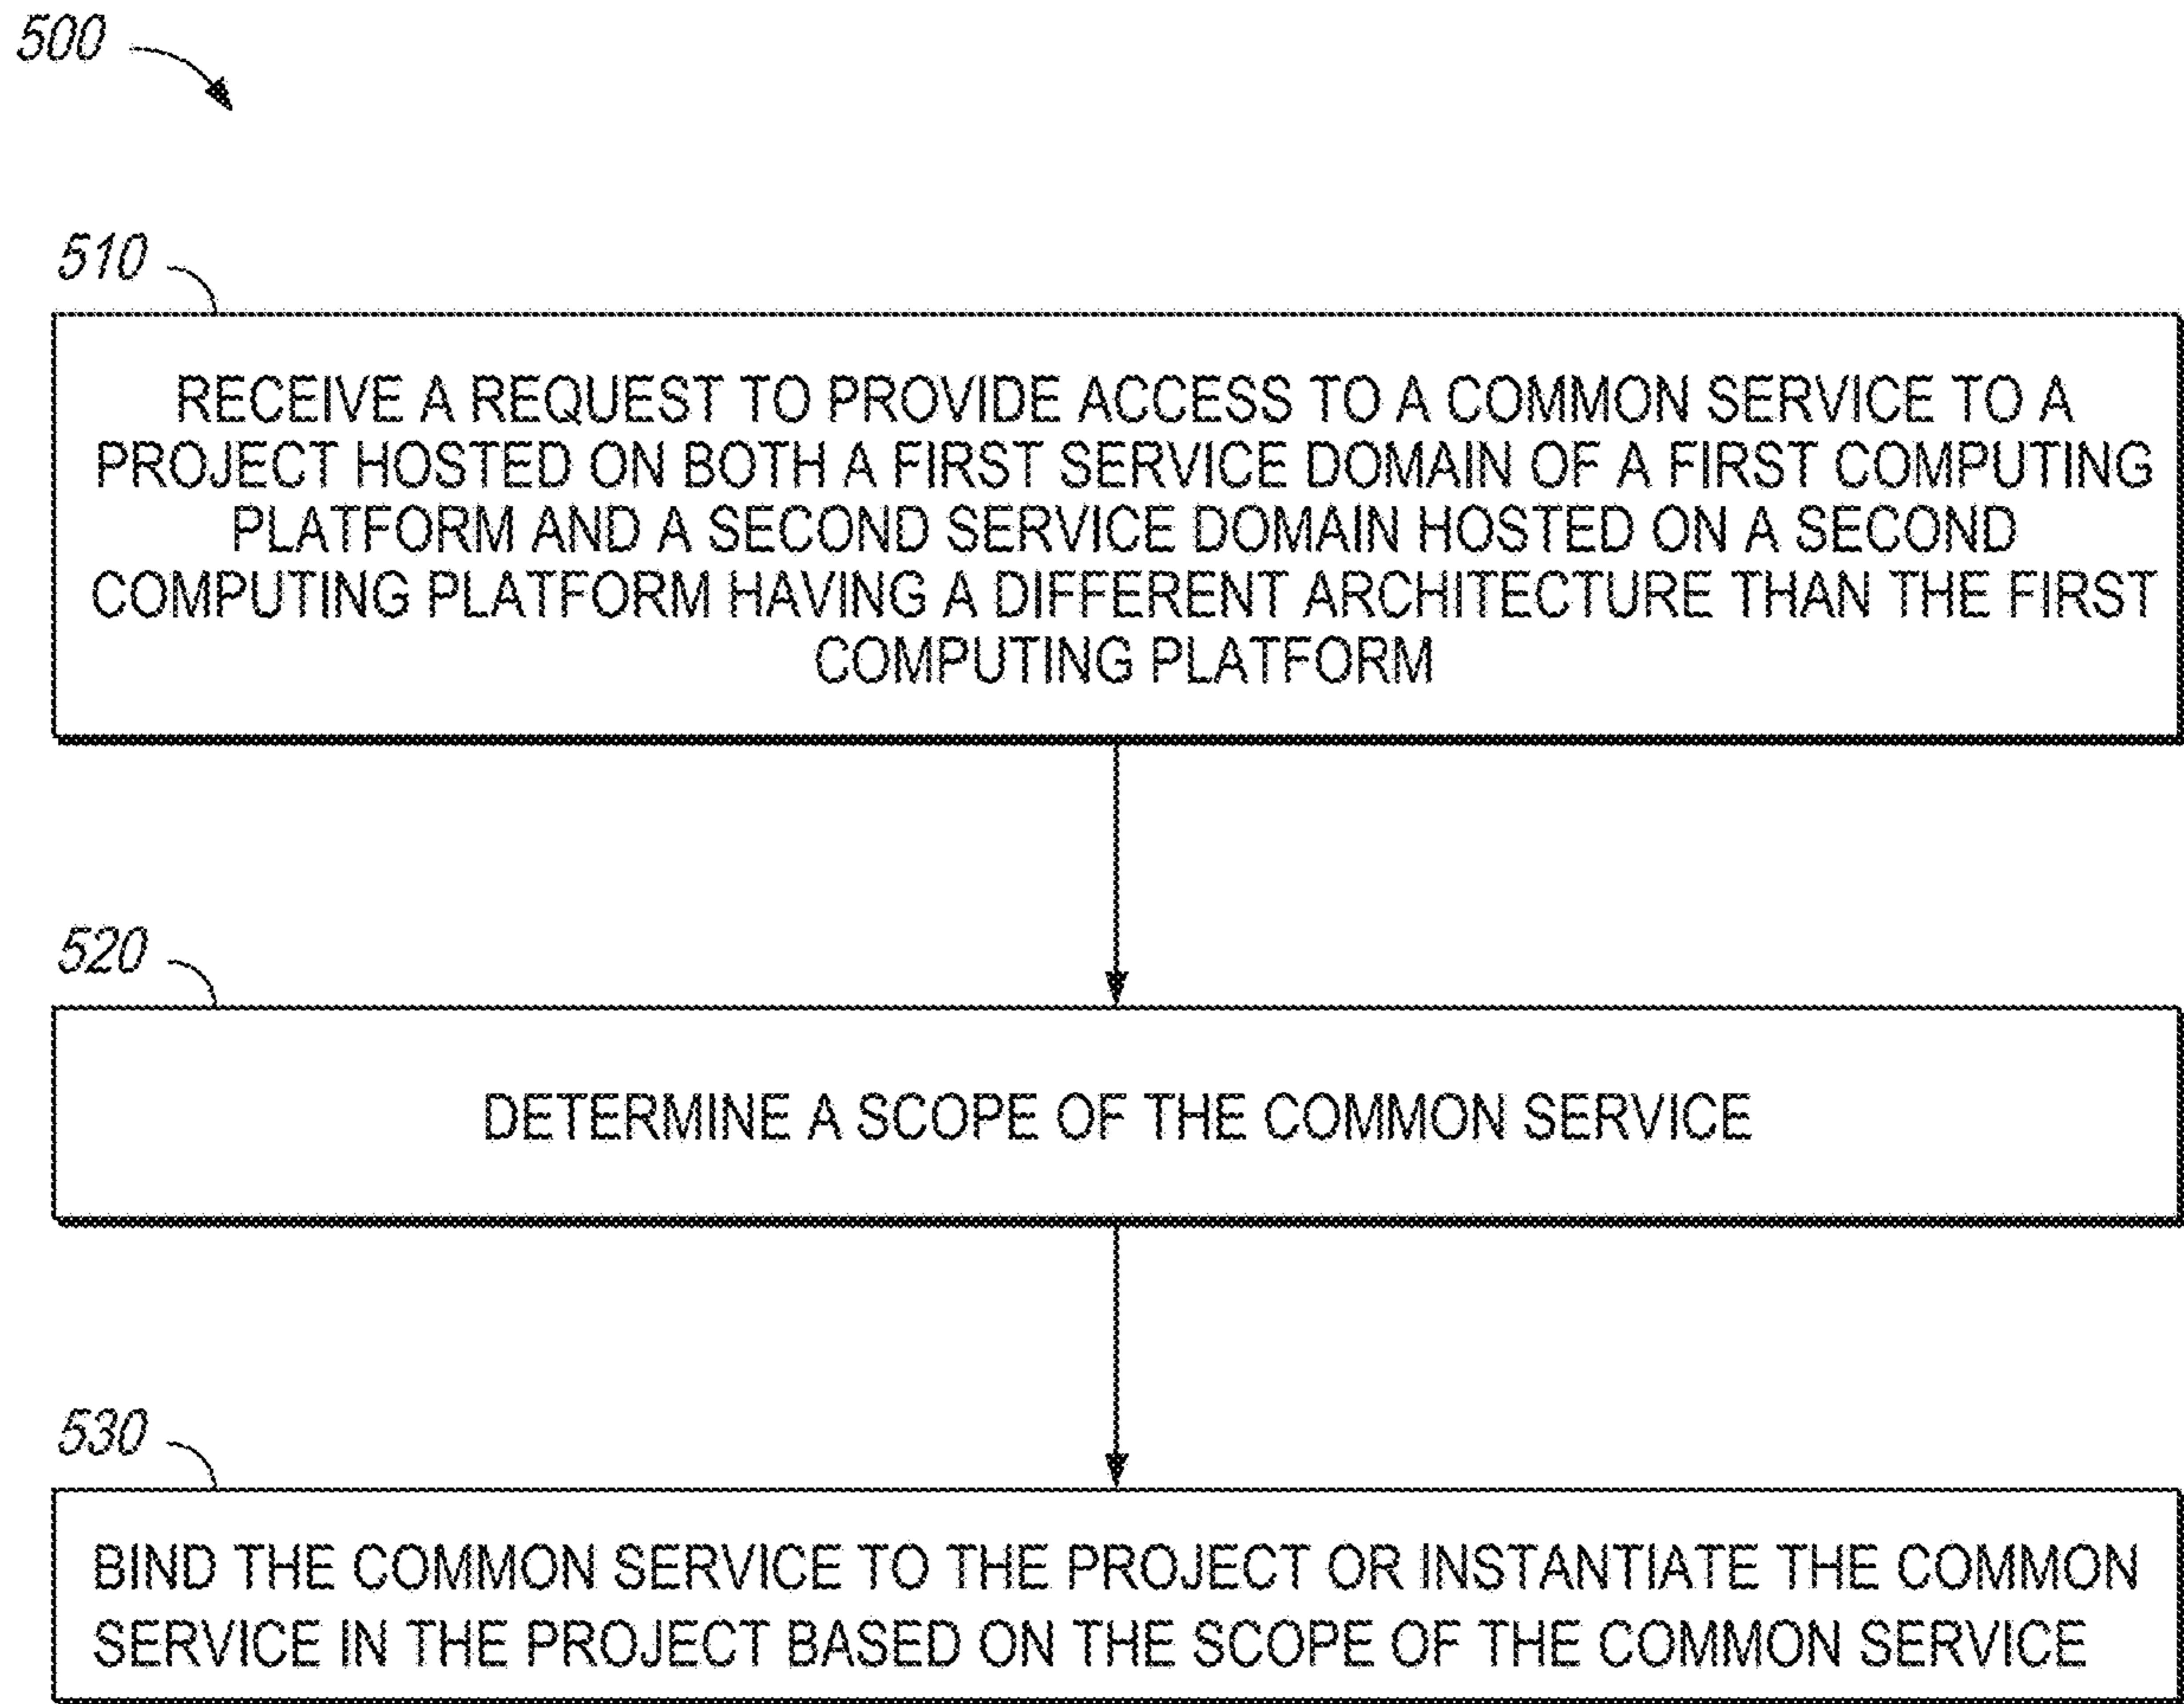 500
510
RECEIVE A REQUEST TO PROVIDE ACCESS TO A COMMON SERVICE TO A
PROJECT HOSTED ON BOTH A FIRST SERVICE DOMAIN OF A FIRST COMPUTING
PLATFORM AND A SECOND SERVICE DOMAIN HOSTED ON A SECOND
COMPUTING PLATFORM HAVING A DIFFERENT ARCHITECTURE THAN THE FIRST
COMPUTING PLATFORM
520
DETERMINE A SCOPE OF THE COMMON SERVICE
530
BIND THE COMMON SERVICE TO THE PROJECT OR INSTANTIATE THE COMMON
SERVICE IN THE PROJECT BASED ON THE SCOPE OF THE COMMON SERVICE